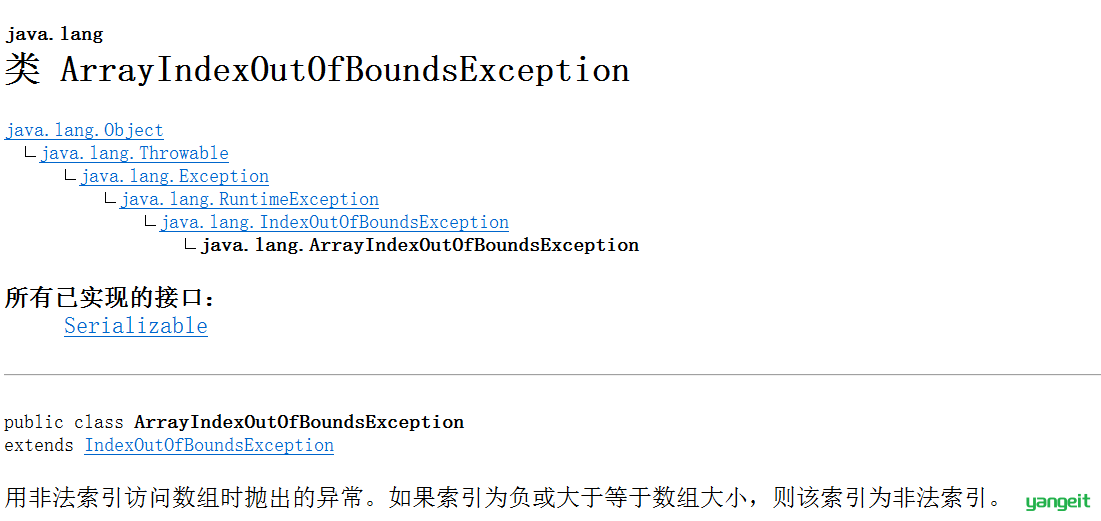 java.lang
类 ArrayIndexOutOfBoundsException
java.lang.Object
java.lang.Throwable
java.lang.Exception
java.lang.RuntimeException
java.lang.IndexOutOfBoundsException
java.lang.ArrayIndexOutOfBoundsException
所有已实现的接口：
Serializable
public class ArrayIndexOutOfBoundsException
extends IndexOutOfBoundsException
用非法索引访问数组时抛出的异常。如果索引为负或大于等于数组大小，则该索引为非法索引。
yangeit